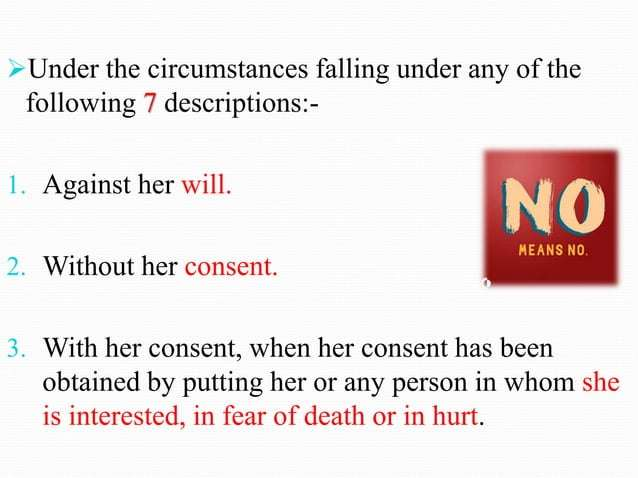 ➢Under the circumstances falling under any of the
following 7 descriptions:-
1. Against her will.
NO
MEANS NO.
2. Without her consent.
3. With her consent, when her consent has been
obtained by putting her or any person in whom she
is interested, in fear of death or in hurt.